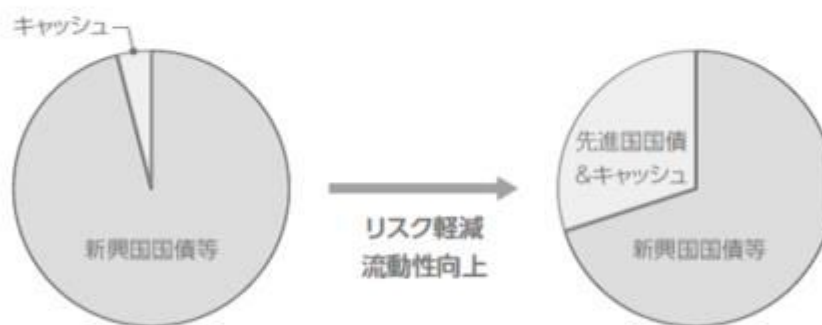 キャッシュ
新興国国債等
リスク軽減
流動性向上
先進国国債
&キャッシュ
新興国国債等